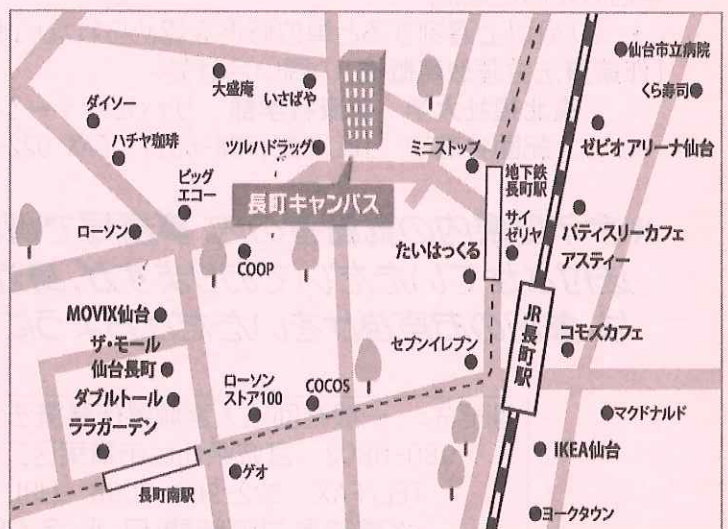 仙台市立病院
くら寿司
大盛庵
いさばや
ダイソー
ハチヤ珈琲
ツルハドラッグ
ミニストップ
ゼビオアリーナ仙台
地下鉄
長町駅
ビッグ
エコー
長町キャンパス
ローソン
COOP
たいはっくる
サイ
ゼリヤ
パティスリーカフェ
アスティー
MOVIX仙台
ザ・モール
仙台長町
ダブルトール
ララガーデン
セブンイレブン
JR長町駅
コモズカフェ
ローソン
ストア100
COCOS
マクドナルド
IKEA仙台
長町南駅
ゲオ
ヨークタウン